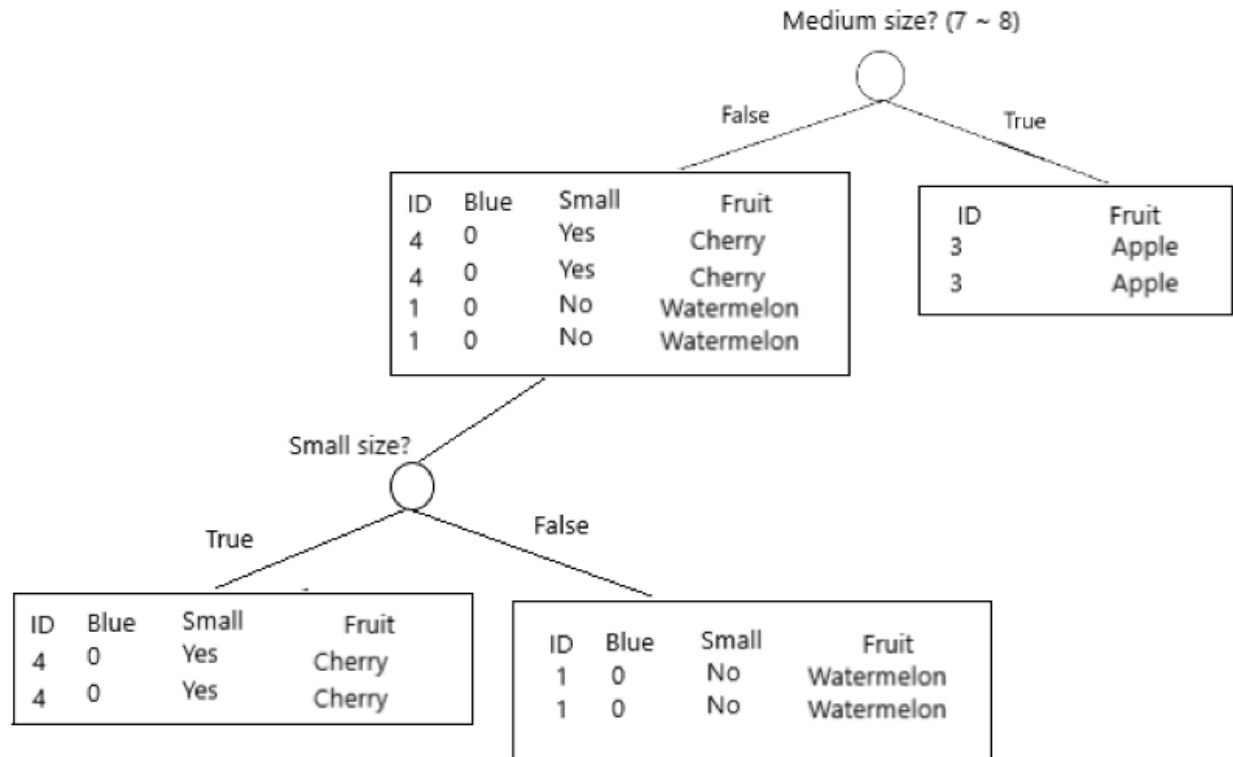 Medium size? (7 ~ 8)
False
True
ID Blue Small Fruit
4 0 Yes Cherry
4 0 Yes Cherry
1 0 No Watermelon
1 0 No Watermelon
ID Fruit
3 Apple
3 Apple
Small size?
True
False
ID Blue Small Fruit
4 0 Yes Cherry
4 0 Yes Cherry
ID Blue Small Fruit
1 0 No Watermelon
1 0 No Watermelon